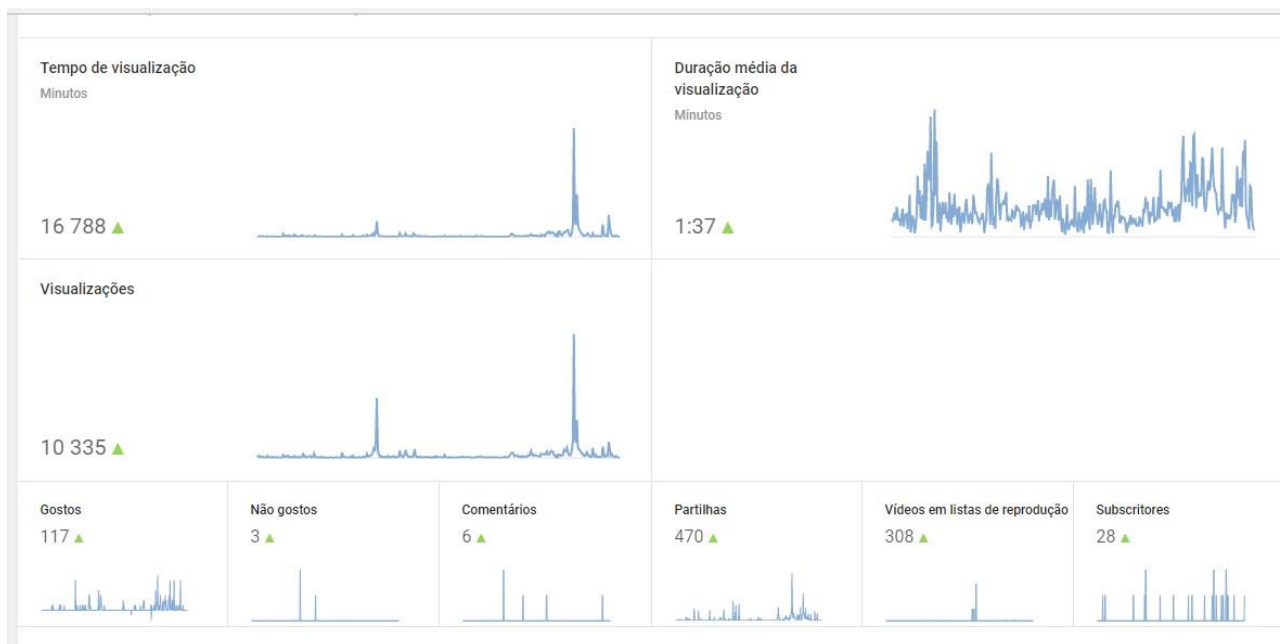 Tempo de visualização
Minutos
16 788
Duração média da
visualização
Minutos
1:37
Visualizações
10 335
Gostos
117
Não gostos
3
Comentários
6
Partilhas
470
Vídeos em listas de reprodução
308
Subscritores
28